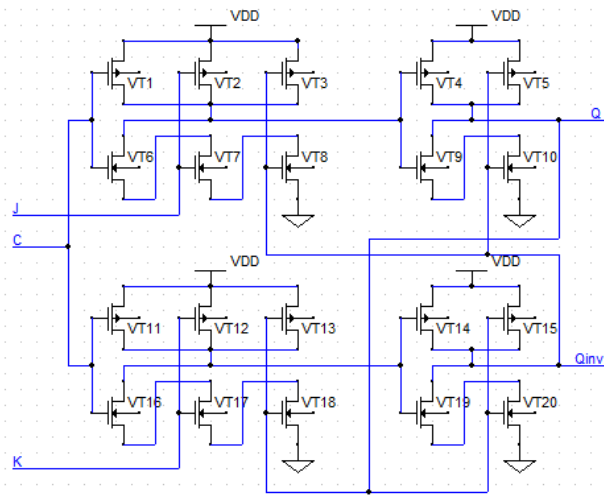 VDD VDD
VT1 VT2 VT3 VT4 VT5
Q
VT6 VT7 VT8 VT9 VT10
J
C
VDD VDD
VT11 VT12 VT13 VT14 VT15
Qinv
VT16 VT17 VT18 VT19 VT20
K